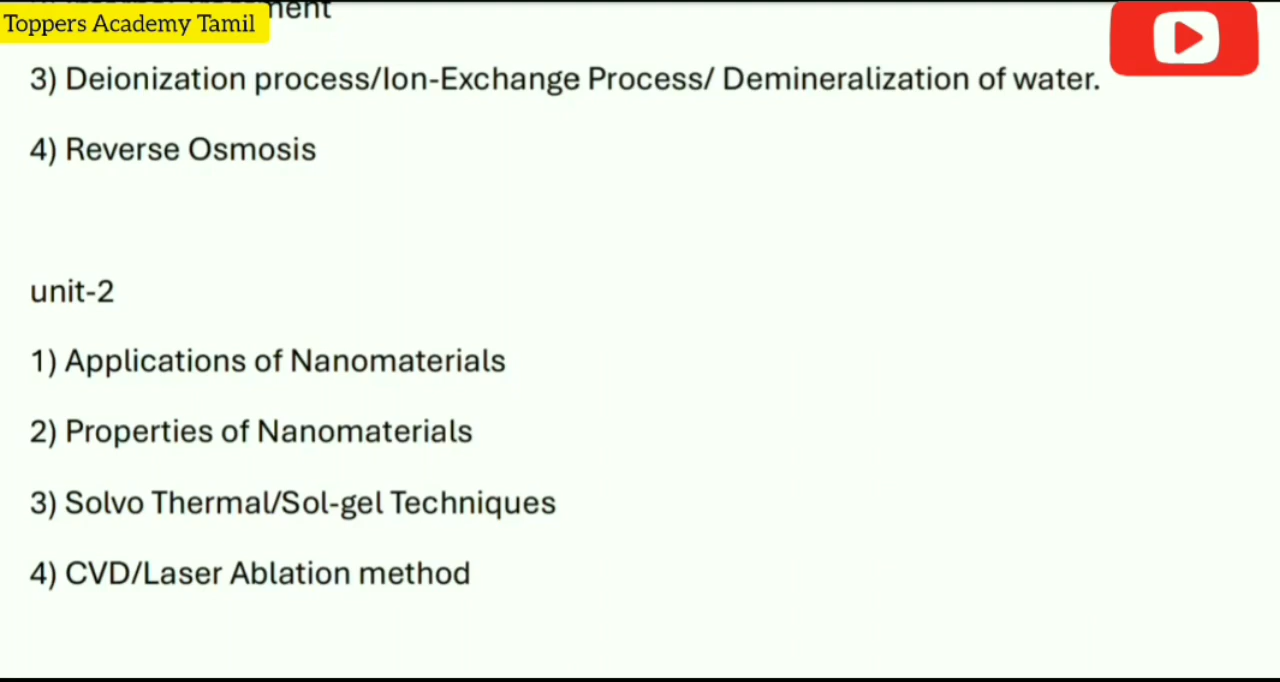 Toppers Academy Tamil
3) Deionization process/Ion-Exchange Process/ Demineralization of water.
4) Reverse Osmosis
unit-2
1) Applications of Nanomaterials
2) Properties of Nanomaterials
3) Solvo Thermal/Sol-gel Techniques
4) CVD/Laser Ablation method